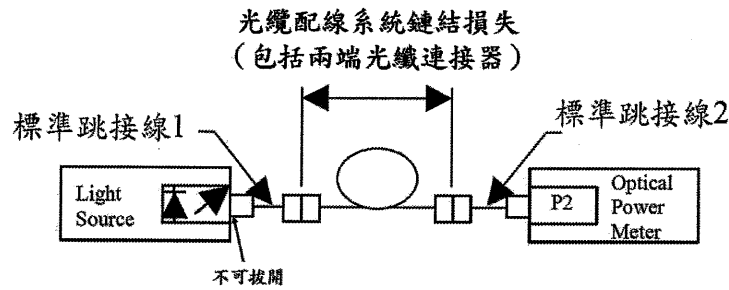 光纜配線系統鏈結損失
（包括兩端光纖連接器）
標準跳接線1
標準跳接線2
Light
Source
P2
Optical
Power
Meter
不可拔開